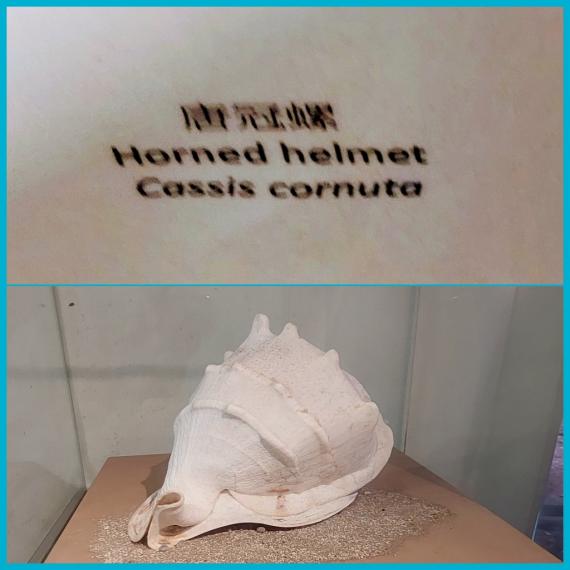 唐冠螺
Horned helmet
Cassis cornuta